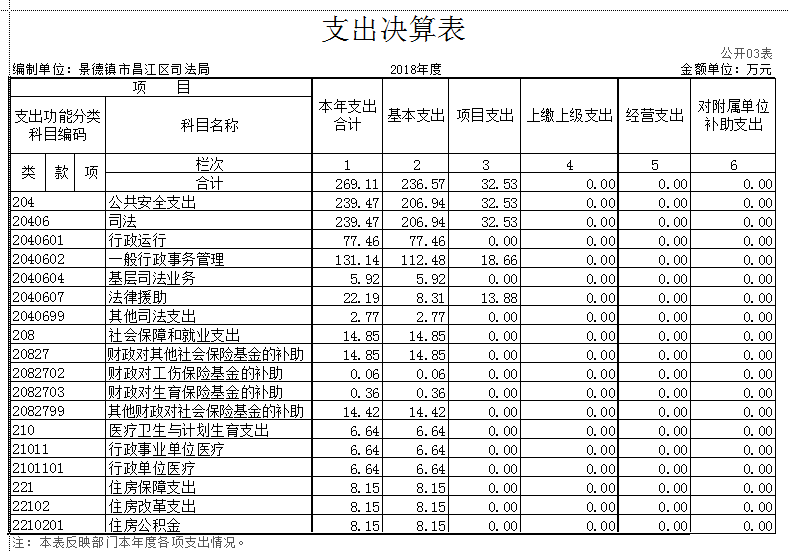 支出决算表
公开03表
编制单位：景德镇市昌江区司法局 2018年度 金额单位：万元
项 目 本年支出合计 基本支出 项目支出 上缴上级支出 经营支出 对附属单位补助支出
支出功能分类科目编码 科目名称
类 款 项 栏次 1 2 3 4 5 6
合计 269.11 236.57 32.53 0.00 0.00 0.00
204 公共安全支出 239.47 206.94 32.53 0.00 0.00 0.00
20406 司法 239.47 206.94 32.53 0.00 0.00 0.00
2040601 行政运行 77.46 77.46 0.00 0.00 0.00 0.00
2040602 一般行政事务管理 131.14 112.48 18.66 0.00 0.00 0.00
2040604 基层司法业务 5.92 5.92 0.00 0.00 0.00 0.00
2040607 法律援助 22.19 8.31 13.88 0.00 0.00 0.00
2040699 其他司法支出 2.77 2.77 0.00 0.00 0.00 0.00
208 社会保障和就业支出 14.85 14.85 0.00 0.00 0.00 0.00
20827 财政对其他社会保险基金的补助 14.85 14.85 0.00 0.00 0.00 0.00
2082702 财政对工伤保险基金的补助 0.06 0.06 0.00 0.00 0.00 0.00
2082703 财政对生育保险基金的补助 0.36 0.36 0.00 0.00 0.00 0.00
2082799 其他财政对社会保险基金的补助 14.42 14.42 0.00 0.00 0.00 0.00
210 医疗卫生与计划生育支出 6.64 6.64 0.00 0.00 0.00 0.00
21011 行政事业单位医疗 6.64 6.64 0.00 0.00 0.00 0.00
2101101 行政单位医疗 6.64 6.64 0.00 0.00 0.00 0.00
221 住房保障支出 8.15 8.15 0.00 0.00 0.00 0.00
22102 住房改革支出 8.15 8.15 0.00 0.00 0.00 0.00
2210201 住房公积金 8.15 8.15 0.00 0.00 0.00 0.00
注：本表反映部门本年度各项支出情况。